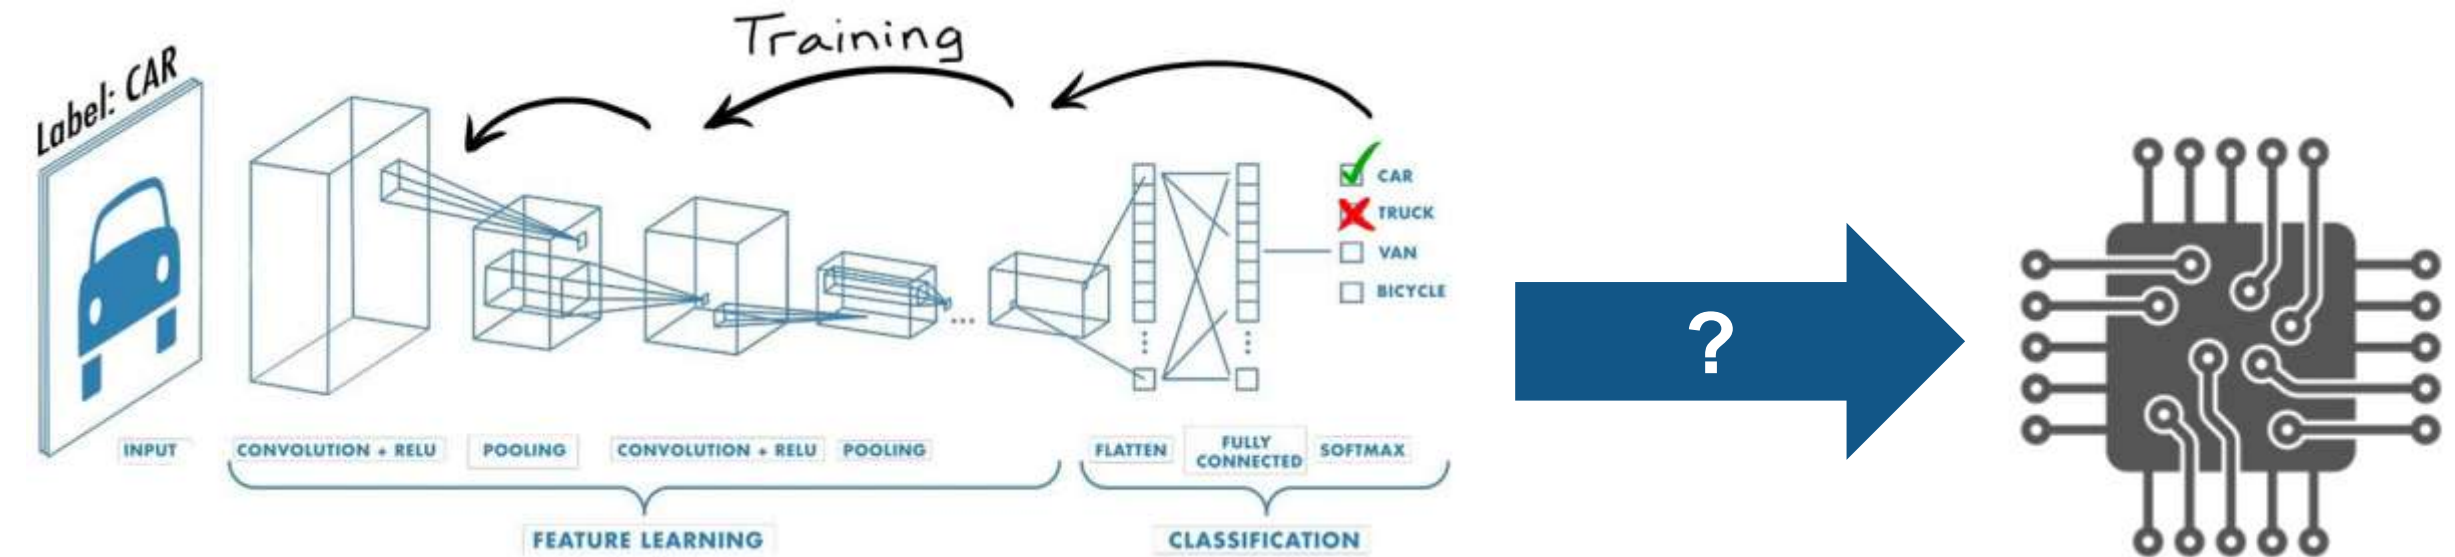 Training
Label: CAR
CAR
TRUCK
VAN
BICYCLE
?
INPUT
CONVOLUTION + RELU
POOLING
CONVOLUTION + RELU
POOLING
FLATTEN
FULLY
CONNECTED
SOFTMAX
FEATURE LEARNING
CLASSIFICATION